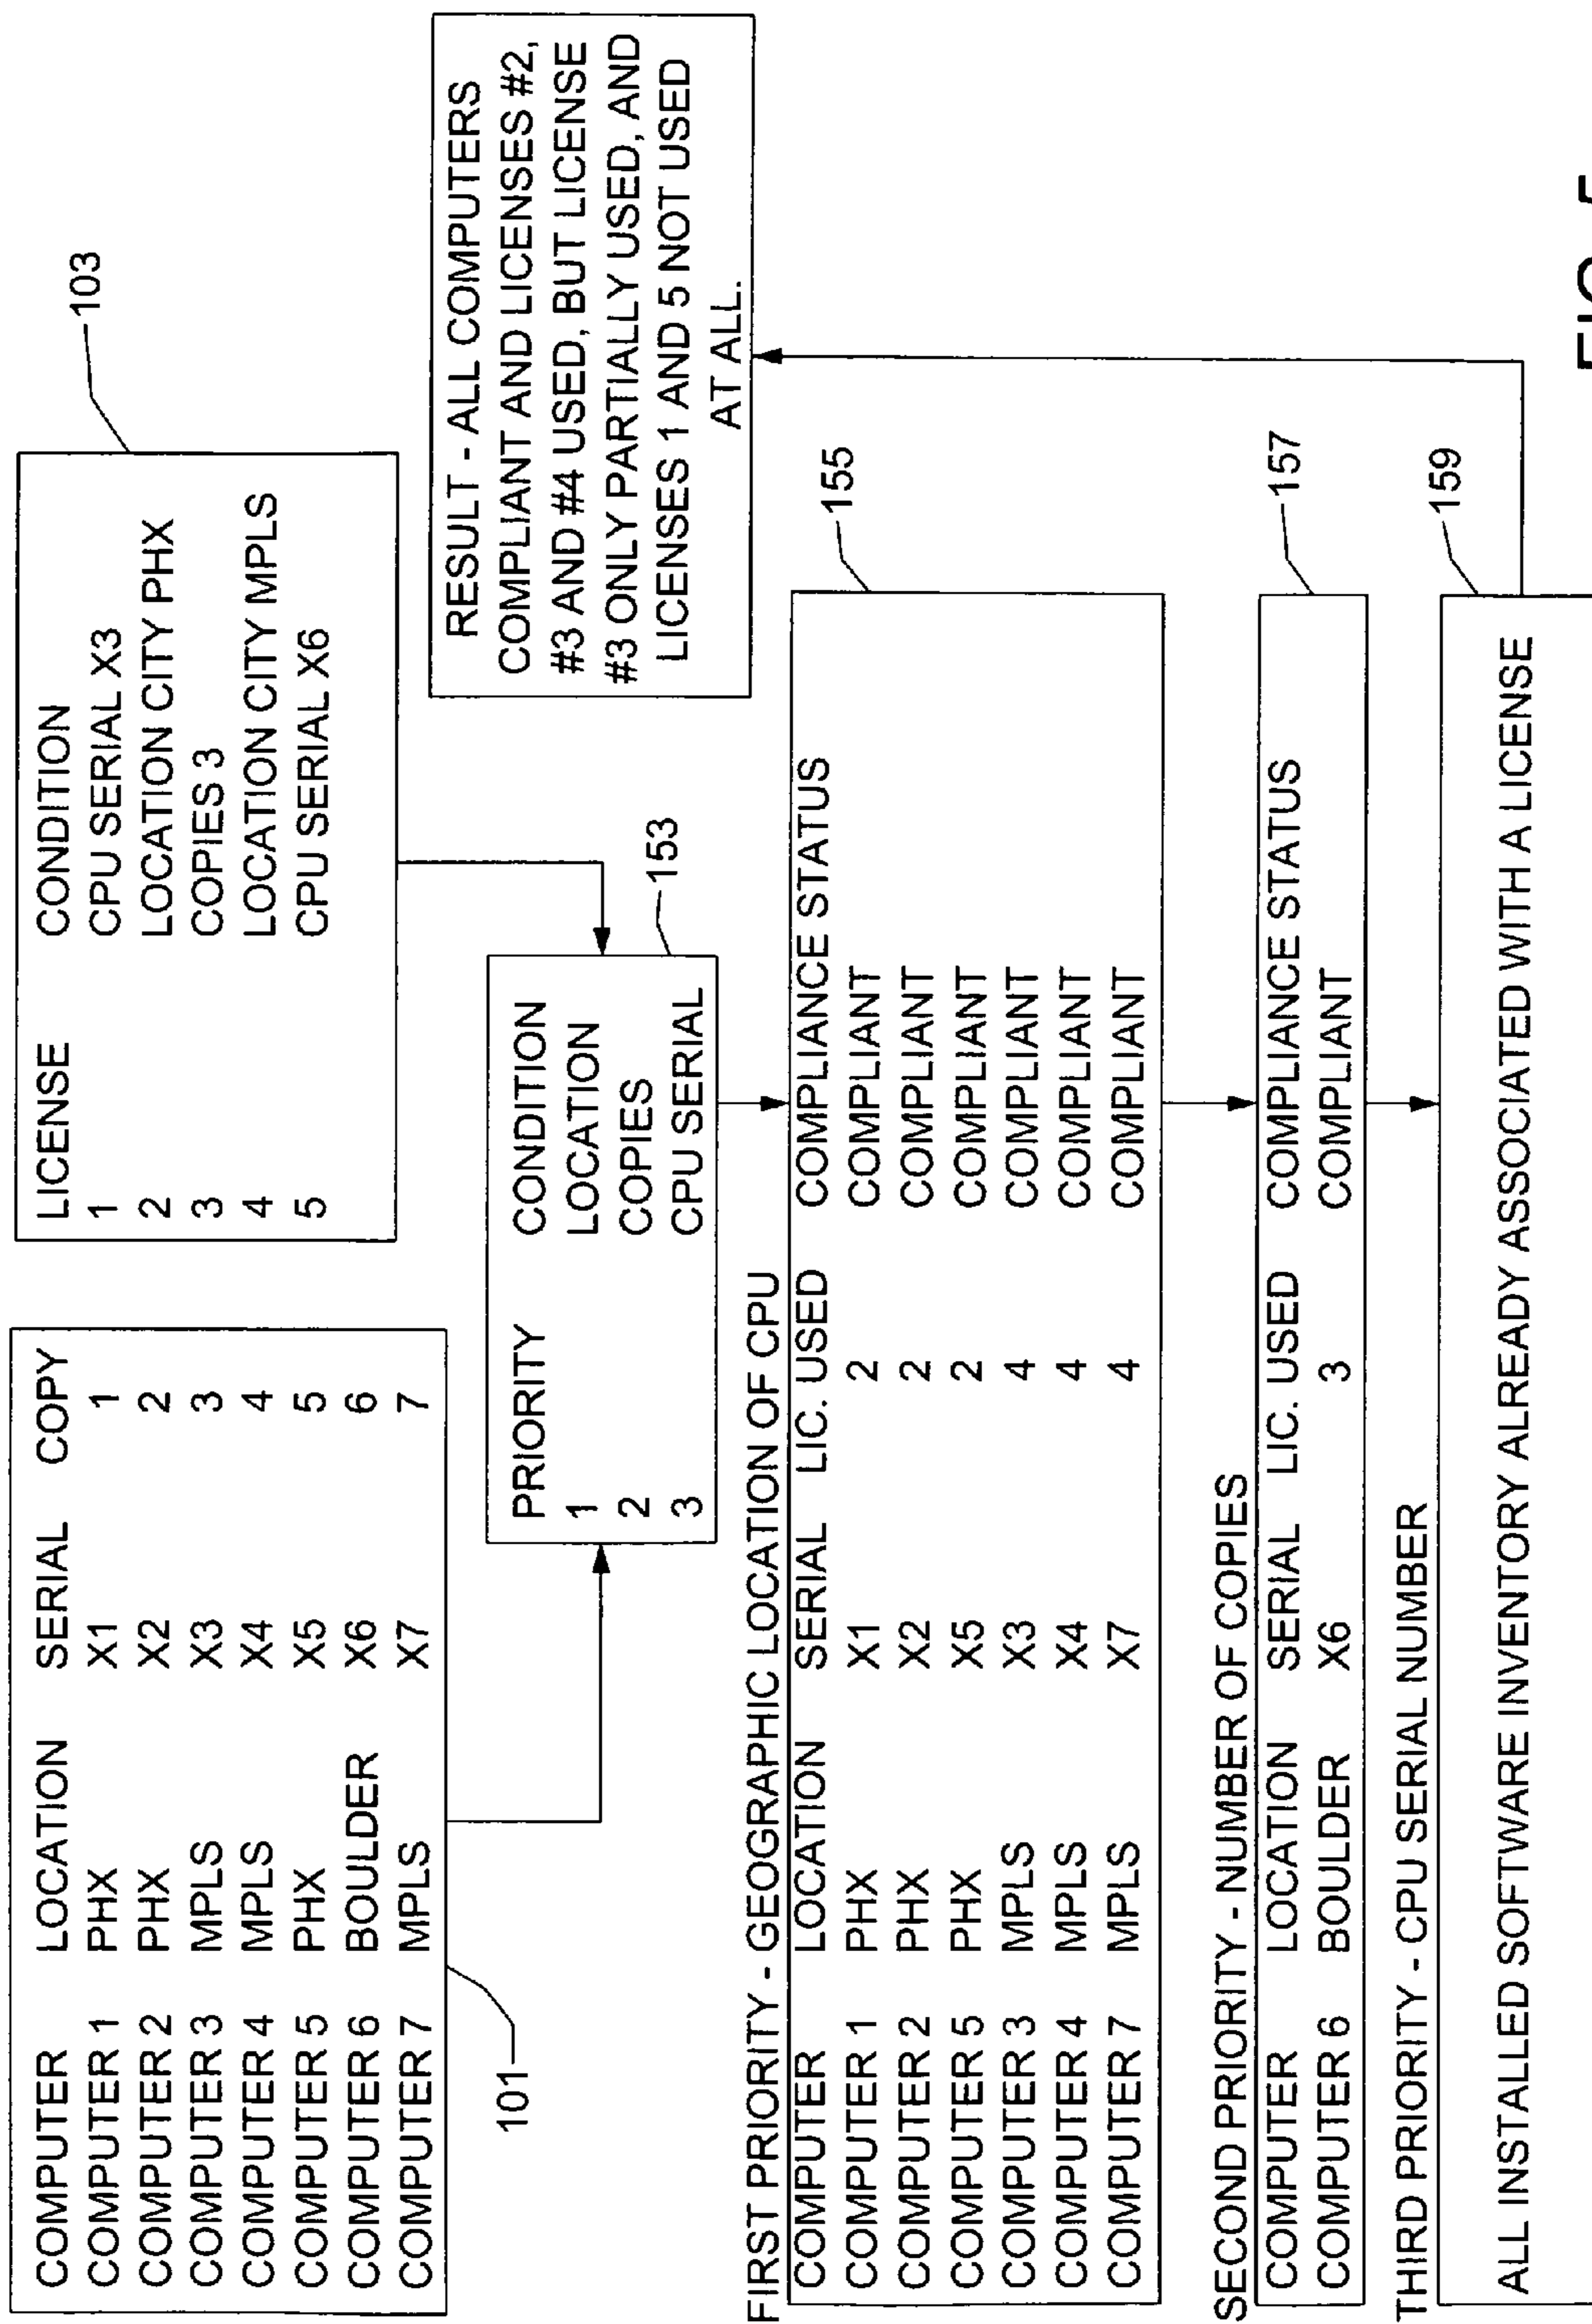 COMPUTER LOCATION SERIAL COPY
COMPUTER 1 PHX X1 1
COMPUTER 2 PHX X2 2
COMPUTER 3 MPLS X3 3
COMPUTER 4 MPLS X4 4
COMPUTER 5 PHX X5 5
COMPUTER 6 BOULDER X6 6
COMPUTER 7 MPLS X7 7
101
LICENSE CONDITION
1 CPU SERIAL X3
2 LOCATION CITY PHX
3 COPIES 3
4 LOCATION CITY MPLS
5 CPU SERIAL X6
103
PRIORITY CONDITION
1 LOCATION
2 COPIES
3 CPU SERIAL
153
RESULT - ALL COMPUTERS
COMPLIANT AND LICENSES #2,
#3 AND #4 USED, BUT LICENSE
#3 ONLY PARTIALLY USED, AND
LICENSES 1 AND 5 NOT USED
AT ALL.
FIRST PRIORITY - GEOGRAPHIC LOCATION OF CPU
COMPUTER LOCATION SERIAL LIC. USED COMPLIANCE STATUS
COMPUTER 1 PHX X1 2 COMPLIANT
COMPUTER 2 PHX X2 2 COMPLIANT
COMPUTER 5 PHX X5 2 COMPLIANT
COMPUTER 3 MPLS X3 4 COMPLIANT
COMPUTER 4 MPLS X4 4 COMPLIANT
COMPUTER 7 MPLS X7 4 COMPLIANT
155
SECOND PRIORITY - NUMBER OF COPIES
COMPUTER LOCATION SERIAL LIC. USED COMPLIANCE STATUS
COMPUTER 6 BOULDER X6 3 COMPLIANT
157
THIRD PRIORITY - CPU SERIAL NUMBER
ALL INSTALLED SOFTWARE INVENTORY ALREADY ASSOCIATED WITH A LICENSE
159